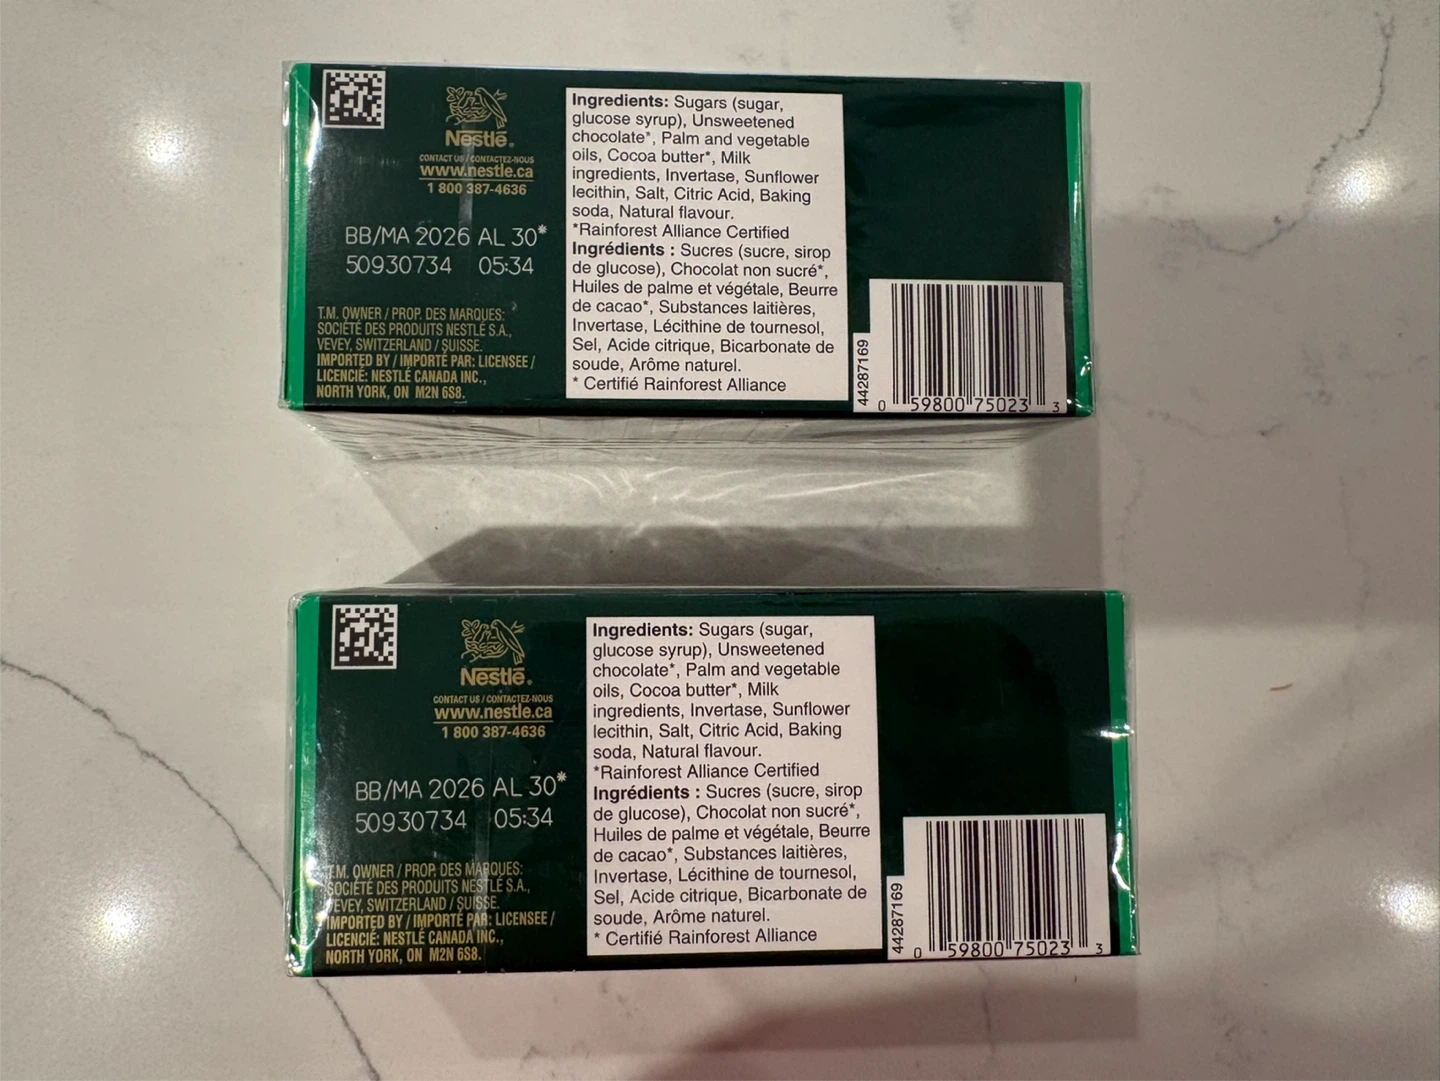 Nestlé®
CONTACT US / CONTACTEZ-NOUS
www.nestle.ca
1 800 387-4636
BB/MA 2026 AL 30*
50930734 05:34
T.M. OWNER / PROP. DES MARQUES:
SOCIÉTÉ DES PRODUITS NESTLÉ S.A.,
VEVEY, SWITZERLAND / SUISSE.
IMPORTED BY / IMPORTÉ PAR: LICENSEE /
LICENCIÉ: NESTLÉ CANADA INC.,
NORTH YORK, ON M2N 6S8.
Ingredients: Sugars (sugar,
glucose syrup), Unsweetened
chocolate*, Palm and vegetable
oils, Cocoa butter*, Milk
ingredients, Invertase, Sunflower
lecithin, Salt, Citric Acid, Baking
soda, Natural flavour.
*Rainforest Alliance Certified
Ingrédients : Sucres (sucre, sirop
de glucose), Chocolat non sucré*,
Huiles de palme et végétale, Beurre
de cacao*, Substances laitières,
Invertase, Lécithine de tournesol,
Sel, Acide citrique, Bicarbonate de
soude, Arôme naturel.
* Certifié Rainforest Alliance
44287169
0 59800 75023 3
Nestlé®
CONTACT US / CONTACTEZ-NOUS
www.nestle.ca
1 800 387-4636
BB/MA 2026 AL 30*
50930734 05:34
T.M. OWNER / PROP. DES MARQUES:
SOCIÉTÉ DES PRODUITS NESTLÉ S.A.,
VEVEY, SWITZERLAND / SUISSE.
IMPORTED BY / IMPORTÉ PAR: LICENSEE /
LICENCIÉ: NESTLÉ CANADA INC.,
NORTH YORK, ON M2N 6S8.
Ingredients: Sugars (sugar,
glucose syrup), Unsweetened
chocolate*, Palm and vegetable
oils, Cocoa butter*, Milk
ingredients, Invertase, Sunflower
lecithin, Salt, Citric Acid, Baking
soda, Natural flavour.
*Rainforest Alliance Certified
Ingrédients : Sucres (sucre, sirop
de glucose), Chocolat non sucré*,
Huiles de palme et végétale, Beurre
de cacao*, Substances laitières,
Invertase, Lécithine de tournesol,
Sel, Acide citrique, Bicarbonate de
soude, Arôme naturel.
* Certifié Rainforest Alliance
44287169
0 59800 75023 3